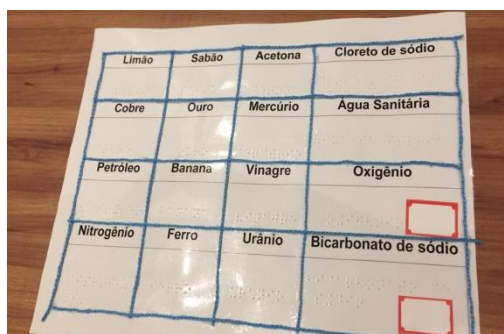 Limão Sabão Acetona Cloreto de sódio
Cobre Ouro Mercúrio Água Sanitária
Petróleo Banana Vinagre Oxigênio
Nitrogênio Ferro Urânio Bicarbonato de sódio